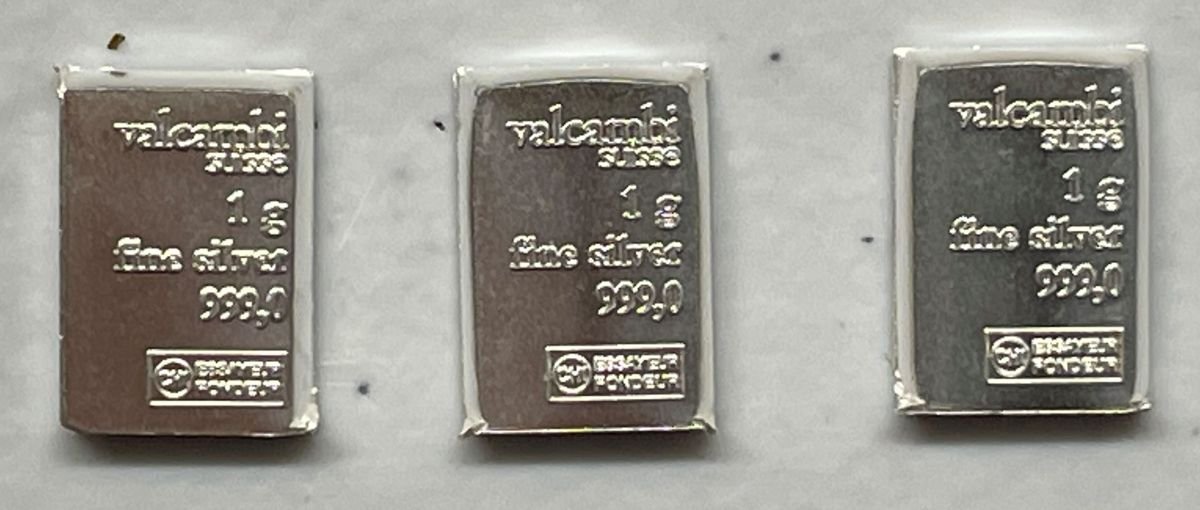 valcambi
SUISSE
1 g
fine silver
999,0
ESSAYEUR
FONDEUR
valcambi
SUISSE
1 g
fine silver
999,0
ESSAYEUR
FONDEUR
valcambi
SUISSE
1 g
fine silver
999,0
ESSAYEUR
FONDEUR